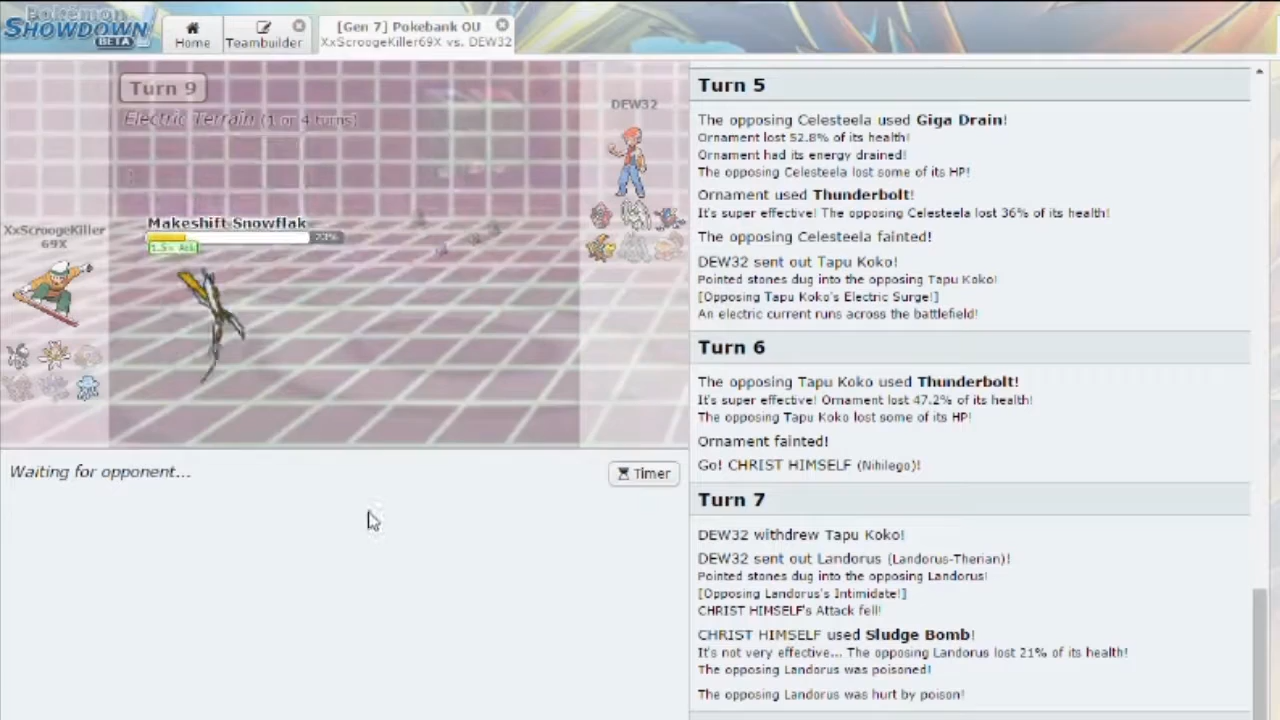 Pokémon
SHOWDOWN
BETA
Home
Teambuilder
[Gen 7] Pokebank OU
XxScroogeKiller69X vs. DEW32
Turn 9
Electric Terrain (1 or 4 turns)
DEW32
Makeshift Snowflak
23%
1.5× Atk
XxScroogeKiller
69X
Waiting for opponent...
Timer
Turn 5
The opposing Celesteela used Giga Drain!
Ornament lost 52.8% of its health!
Ornament had its energy drained!
The opposing Celesteela lost some of its HP!
Ornament used Thunderbolt!
It's super effective! The opposing Celesteela lost 36% of its health!
The opposing Celesteela fainted!
DEW32 sent out Tapu Koko!
Pointed stones dug into the opposing Tapu Koko!
[Opposing Tapu Koko's Electric Surge!]
An electric current runs across the battlefield!
Turn 6
The opposing Tapu Koko used Thunderbolt!
It's super effective! Ornament lost 47.2% of its health!
The opposing Tapu Koko lost some of its HP!
Ornament fainted!
Go! CHRIST HIMSELF (Nihilego)!
Turn 7
DEW32 withdrew Tapu Koko!
DEW32 sent out Landorus (Landorus-Therian)!
Pointed stones dug into the opposing Landorus!
[Opposing Landorus's Intimidate!]
CHRIST HIMSELF's Attack fell!
CHRIST HIMSELF used Sludge Bomb!
It's not very effective... The opposing Landorus lost 21% of its health!
The opposing Landorus was poisoned!
The opposing Landorus was hurt by poison!